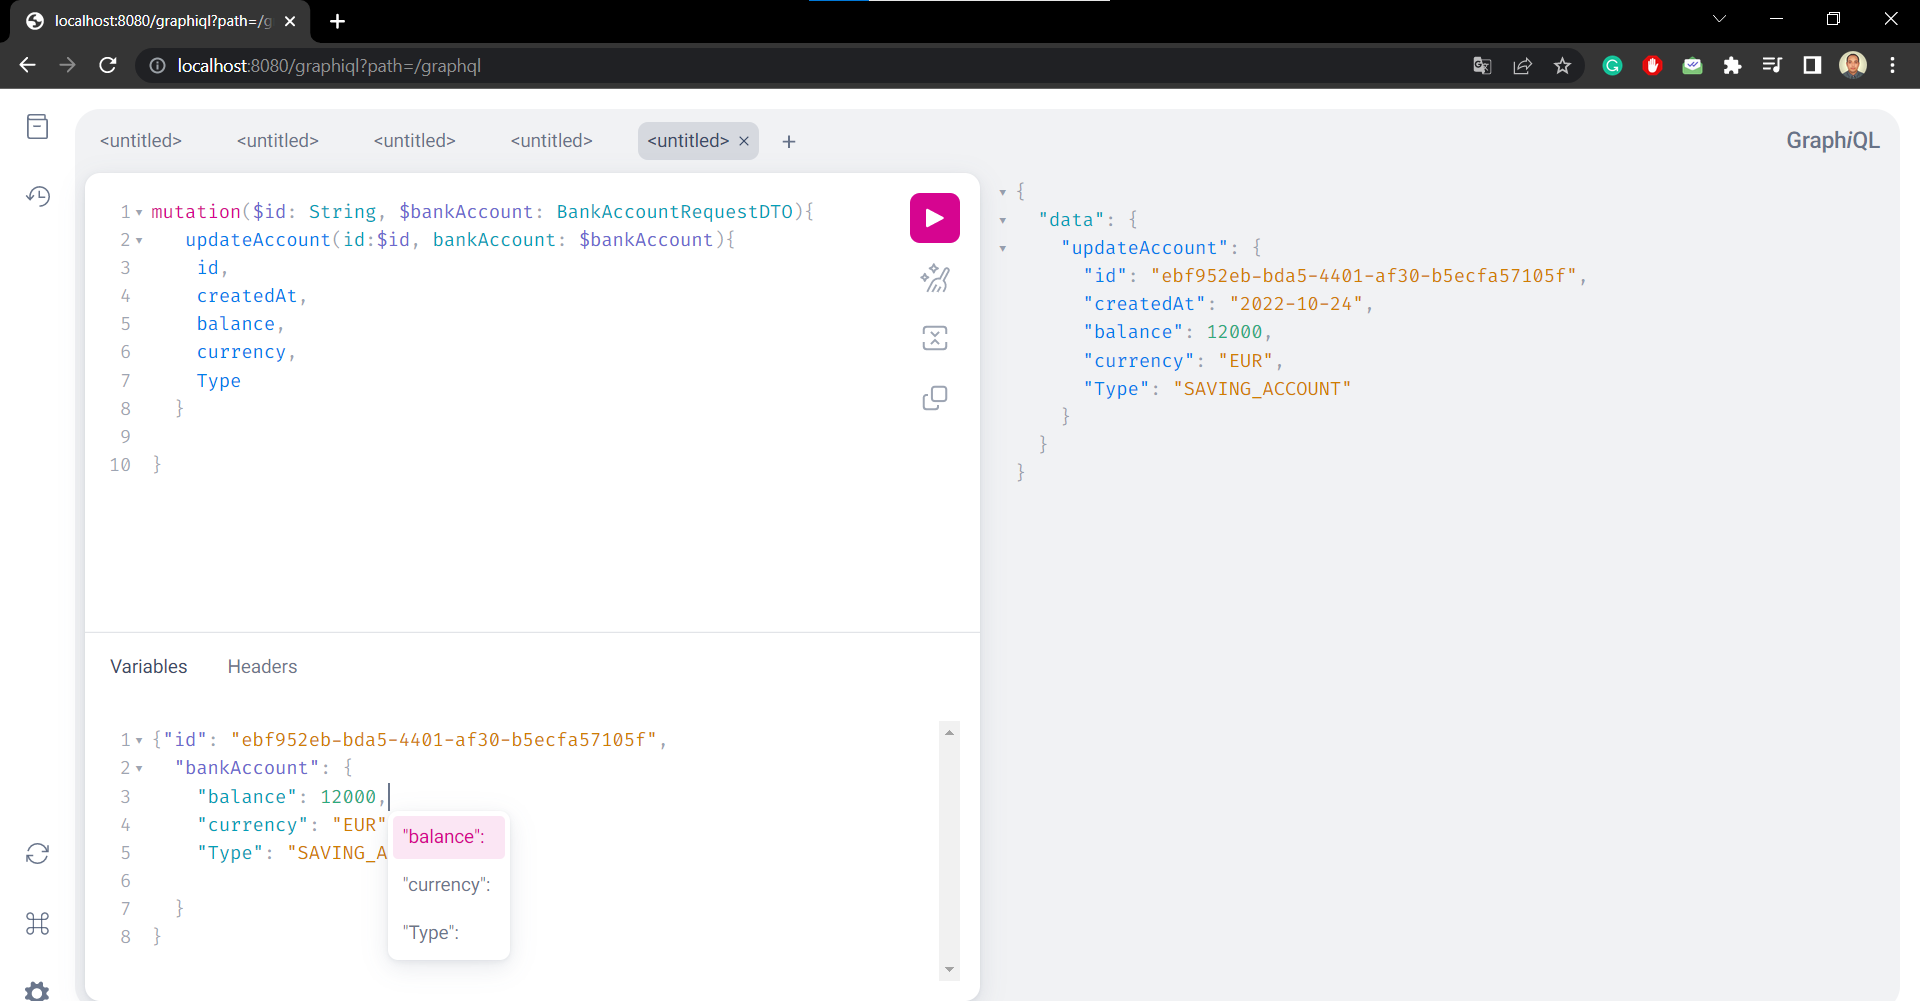 localhost:8080/graphiql?path=/g
localhost:8080/graphiql?path=/graphql
<untitled> <untitled> <untitled> <untitled> <untitled> GraphiQL
1 mutation($id: String, $bankAccount: BankAccountRequestDTO){
2 updateAccount(id:$id, bankAccount: $bankAccount){
3 id,
4 createdAt,
5 balance,
6 currency,
7 Type
8 }
9
10 }
Variables Headers
1 {"id": "ebf952eb-bda5-4401-af30-b5ecfa57105f",
2 "bankAccount": {
3 "balance": 12000,
4 "currency": "EUR"
5 "Type": "SAVING_A
6
7 }
8 }
"balance":
"currency":
"Type":
{
"data": {
"updateAccount": {
"id": "ebf952eb-bda5-4401-af30-b5ecfa57105f",
"createdAt": "2022-10-24",
"balance": 12000,
"currency": "EUR",
"Type": "SAVING_ACCOUNT"
}
}
}